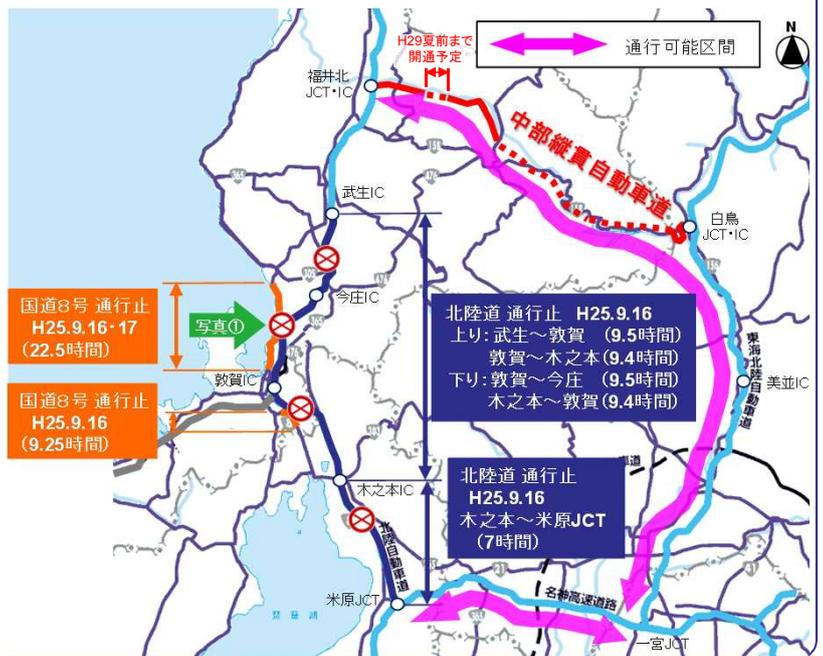 H29夏前まで
開通予定
通行可能区間
N
福井北
JCT・IC
中部縦貫自動車道
武生IC
白鳥
JCT・IC
国道8号 通行止
H25.9.16・17
(22.5時間)
写真①
今庄IC
北陸道 通行止 H25.9.16
上り:武生～敦賀 (9.5時間)
敦賀～木之本(9.4時間)
下り:敦賀～今庄 (9.5時間)
木之本～敦賀(9.4時間)
東海北陸自動車道
美並IC
敦賀IC
国道8号 通行止
H25.9.16
(9.25時間)
車道
木之本IC
北陸道 通行止
H25.9.16
木之本～米原JCT
(7時間)
北陸自動車道
名神高速道路
米原JCT
琵琶湖
一宮JCT
158
476
156
365
21